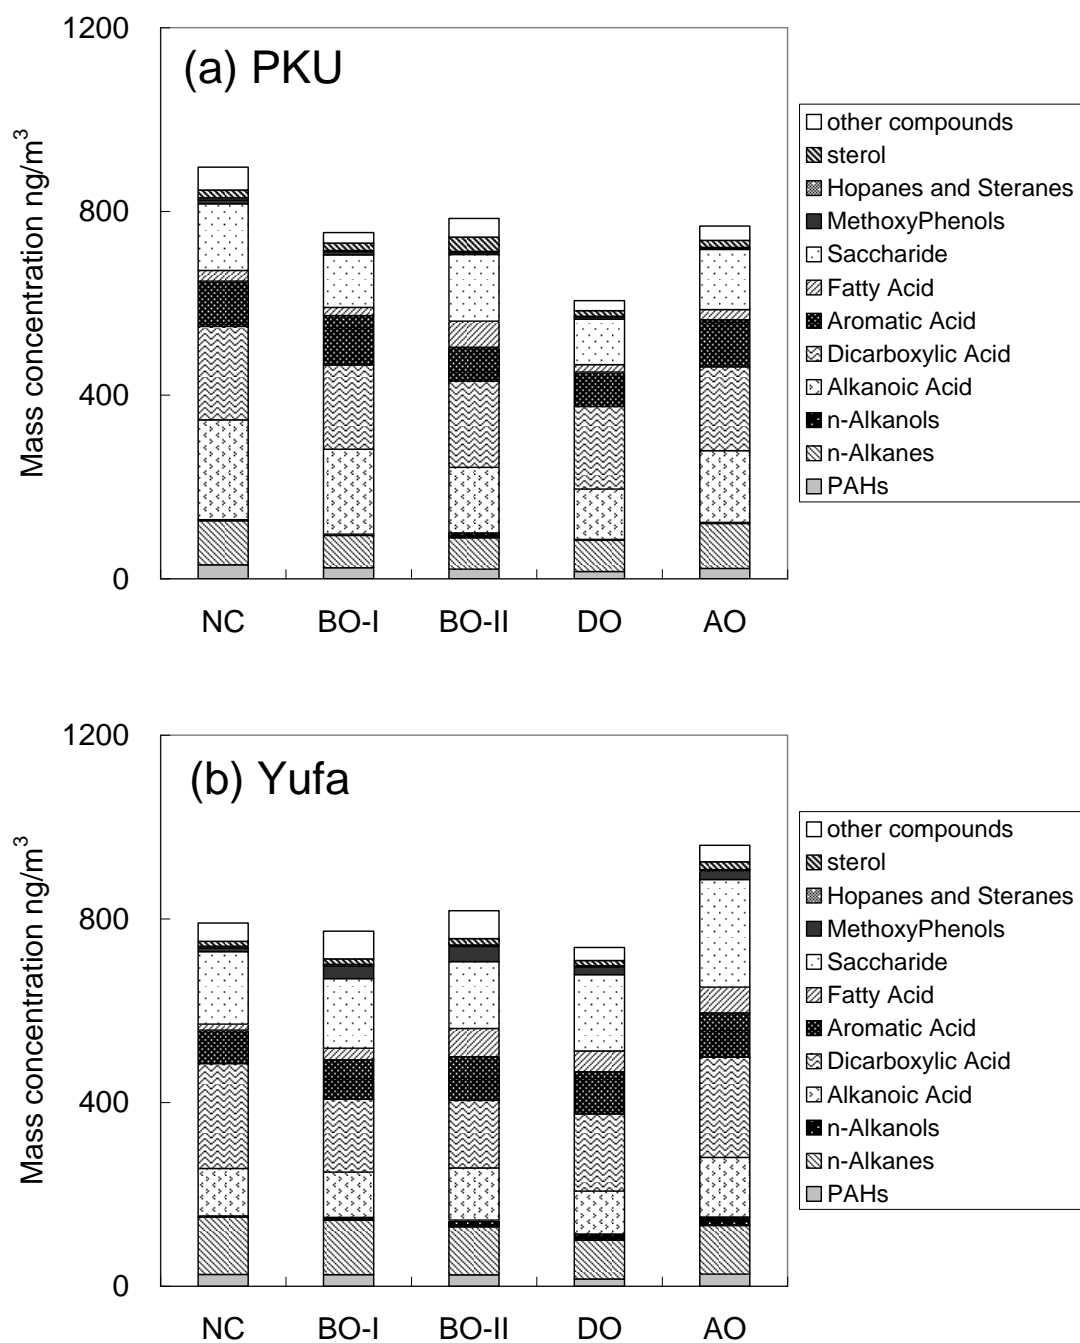 1200
(a) PKU
800
400
0
Mass concentration ng/m³
NC BO-I BO-II DO AO
other compounds
sterol
Hopanes and Steranes
MethoxyPhenols
Saccharide
Fatty Acid
Aromatic Acid
Dicarboxylic Acid
Alkanoic Acid
n-Alkanols
n-Alkanes
PAHs
1200
(b) Yufa
800
400
0
Mass concentration ng/m³
NC BO-I BO-II DO AO
other compounds
sterol
Hopanes and Steranes
MethoxyPhenols
Saccharide
Fatty Acid
Aromatic Acid
Dicarboxylic Acid
Alkanoic Acid
n-Alkanols
n-Alkanes
PAHs